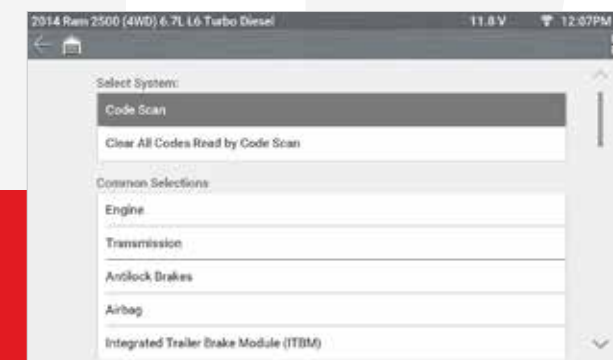 2014 Ram 2500 (4WD) 6.7L L6 Turbo Diesel 11.8 V 12:07PM
Select System:
Code Scan
Clear All Codes Read by Code Scan
Common Selections
Engine
Transmission
Antilock Brakes
Airbag
Integrated Trailer Brake Module (ITBM)